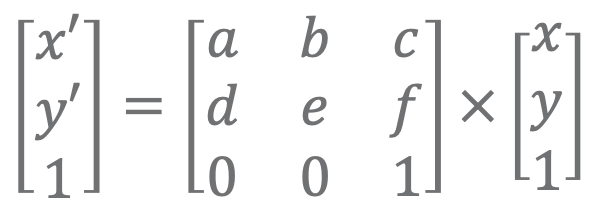 [x′] = [a b c] × [x]
[y′] [d e f] [y]
[1] [0 0 1] [1]